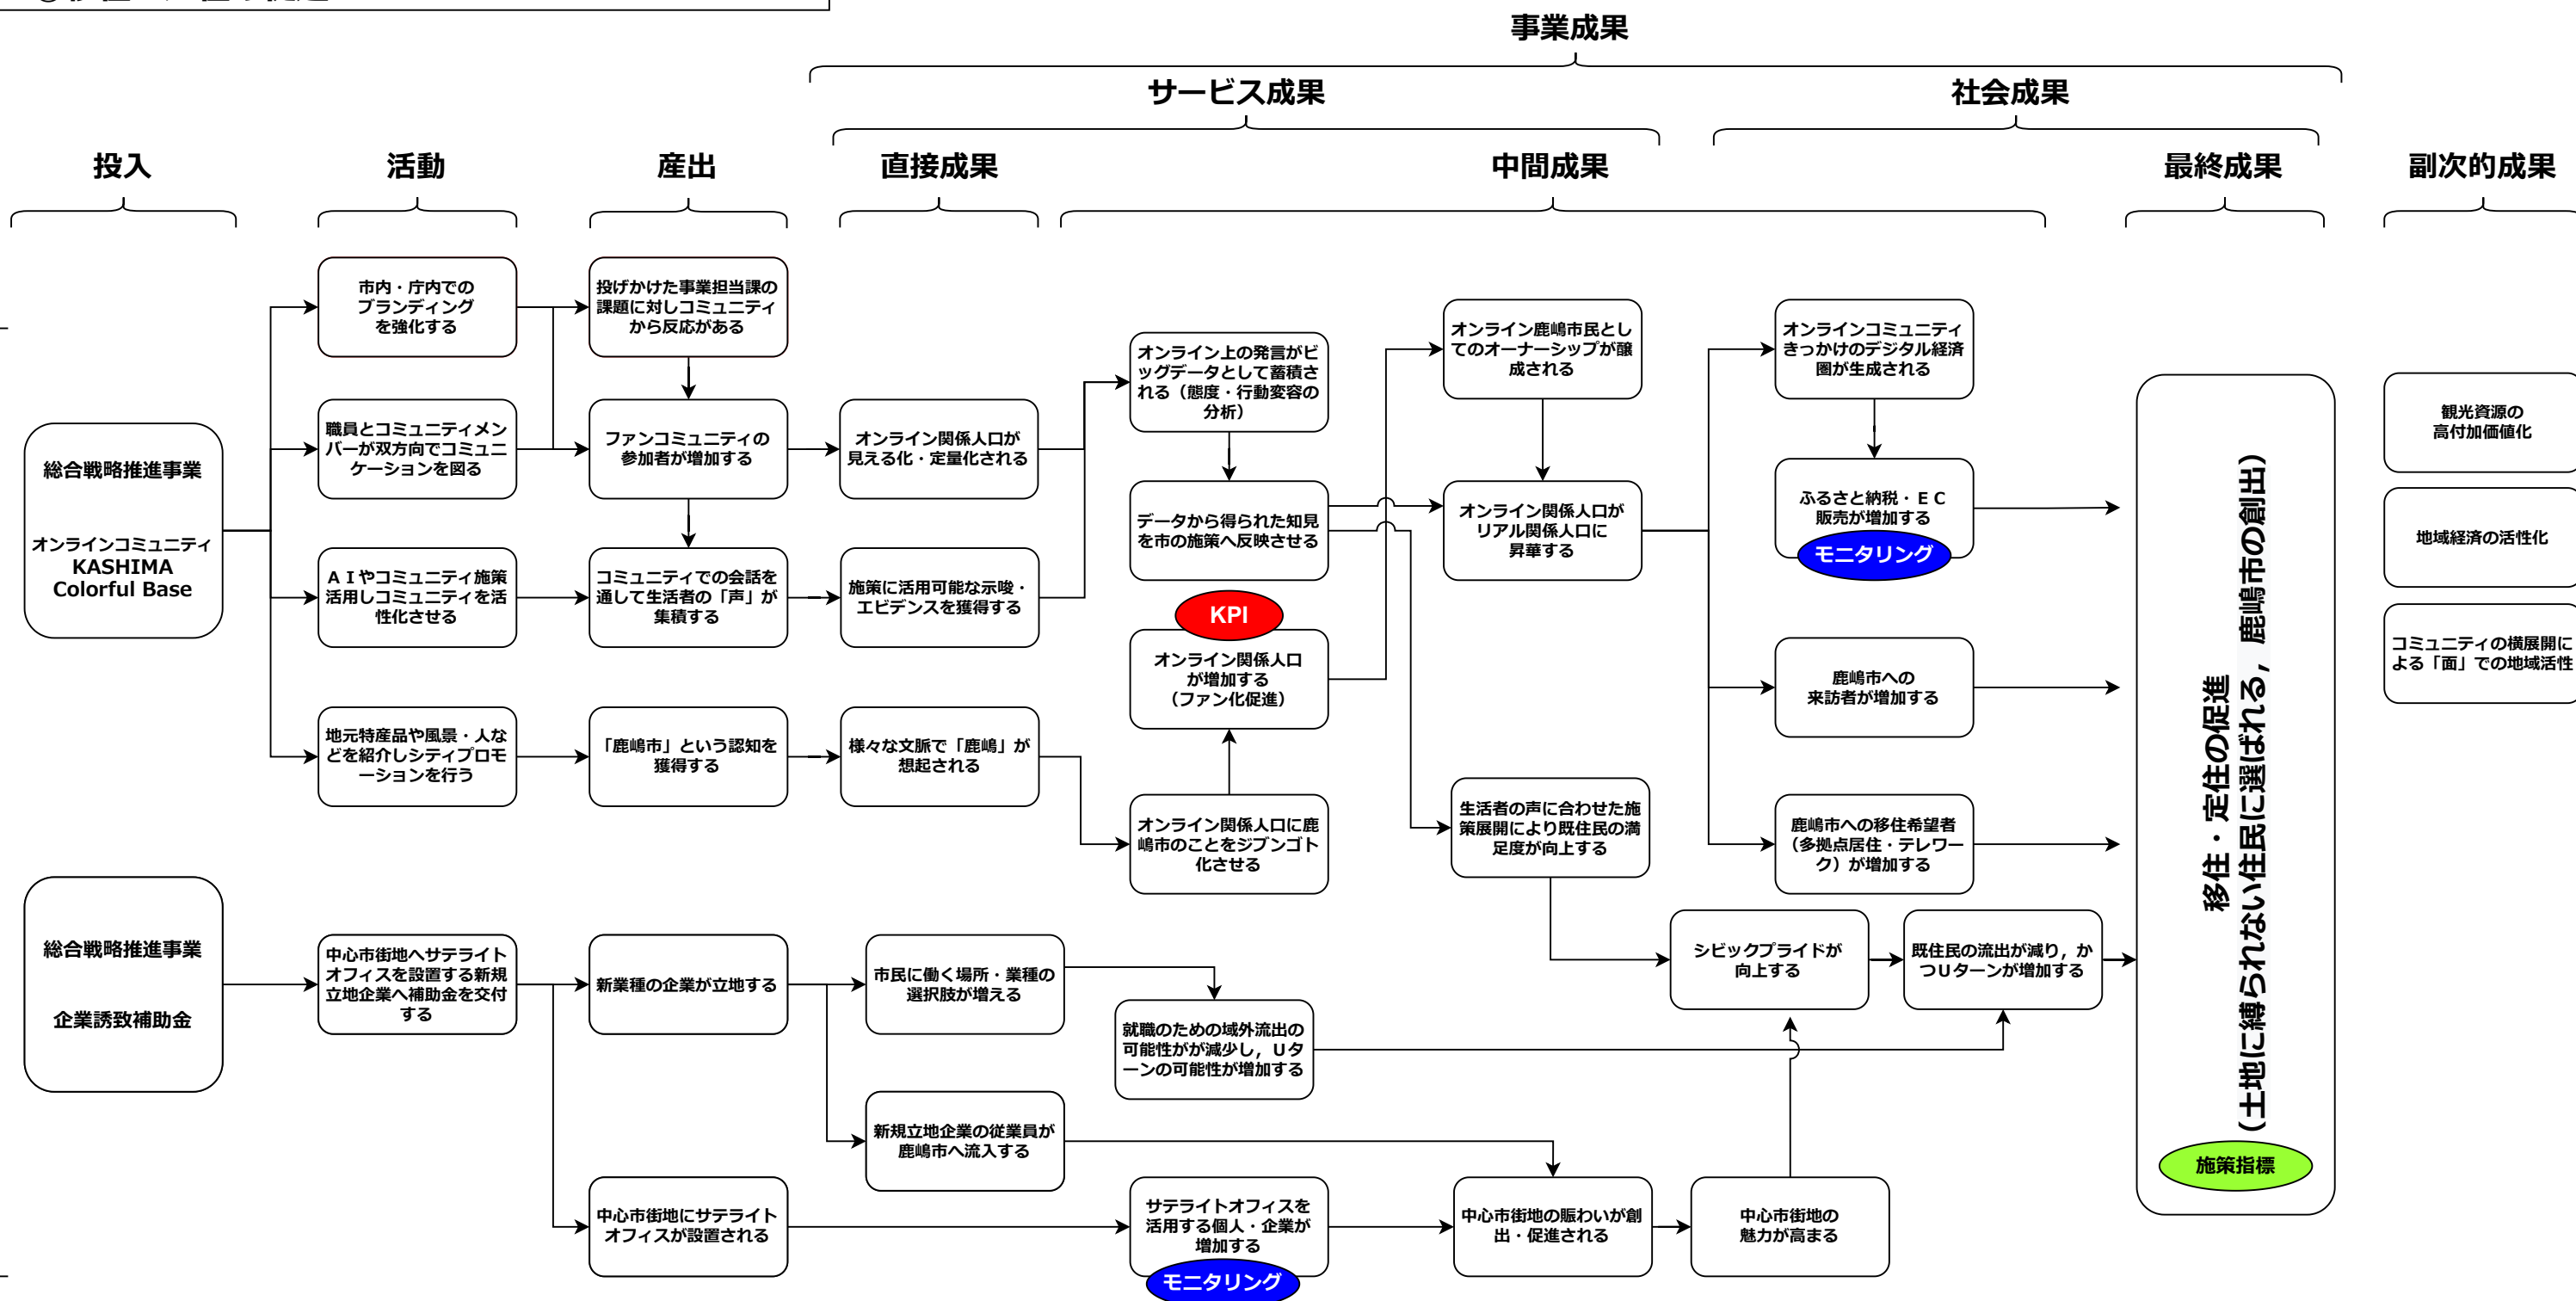 事業成果
サービス成果
社会成果
投入
活動
産出
直接成果
中間成果
最終成果
副次的成果
総合戦略推進事業
オンラインコミュニティ
KASHIMA
Colorful Base
市内・庁内での
ブランディング
を強化する
職員とコミュニティメン
バーが双方向でコミュニ
ケーションを図る
ＡＩやコミュニティ施策
活用しコミュニティを活
性化させる
地元特産品や風景・人な
どを紹介しシティプロモ
ーションを行う
投げかけた事業担当課の
課題に対しコミュニティ
から反応がある
ファンコミュニティの
参加者が増加する
コミュニティでの会話を
通して生活者の「声」が
集積する
「鹿嶋市」という認知を
獲得する
オンライン関係人口が
見える化・定量化される
施策に活用可能な示唆・
エビデンスを獲得する
様々な文脈で「鹿嶋」が
想起される
オンライン上の発言がビ
ッグデータとして蓄積さ
れる（態度・行動変容の
分析）
データから得られた知見
を市の施策へ反映させる
KPI
オンライン関係人口
が増加する
（ファン化促進）
オンライン関係人口に鹿
嶋市のことをジブンゴト
化させる
オンライン鹿嶋市民とし
てのオーナーシップが醸
成される
オンライン関係人口が
リアル関係人口に
昇華する
生活者の声に合わせた施
策展開により既住民の満
足度が向上する
オンラインコミュニティ
きっかけのデジタル経済
圏が生成される
ふるさと納税・ＥＣ
販売が増加する
モニタリング
鹿嶋市への
来訪者が増加する
鹿嶋市への移住希望者
（多拠点居住・テレワー
ク）が増加する
シビックプライドが
向上する
既住民の流出が減り，か
つＵターンが増加する
移住・定住の促進
（土地に縛られない住民に選ばれる，鹿嶋市の創出）
施策指標
観光資源の
高付加価値化
地域経済の活性化
コミュニティの横展開に
よる「面」での地域活性
総合戦略推進事業
企業誘致補助金
中心市街地へサテライト
オフィスを設置する新規
立地企業へ補助金を交付
する
新業種の企業が立地する
中心市街地にサテライト
オフィスが設置される
市民に働く場所・業種の
選択肢が増える
新規立地企業の従業員が
鹿嶋市へ流入する
就職のための域外流出の
可能性がが減少し，Ｕタ
ーンの可能性が増加する
サテライトオフィスを
活用する個人・企業が
増加する
モニタリング
中心市街地の賑わいが創
出・促進される
中心市街地の
魅力が高まる